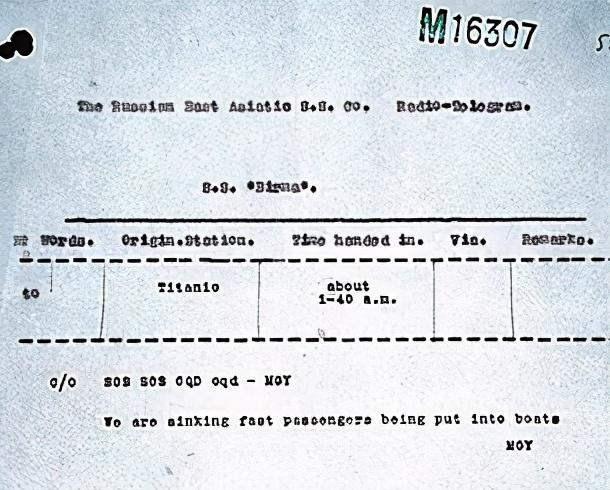 M16307
The Russian East Asiatic S.S. Co. Radio-Telegram.
S.S. "Birma".
Words. Origin.Station. Time handed in. Via. Remarks.
to Titanic about
1-40 a.m.
c/o SOS SOS CQD cqd - MGY
We are sinking fast passengers being put into boats
MGY